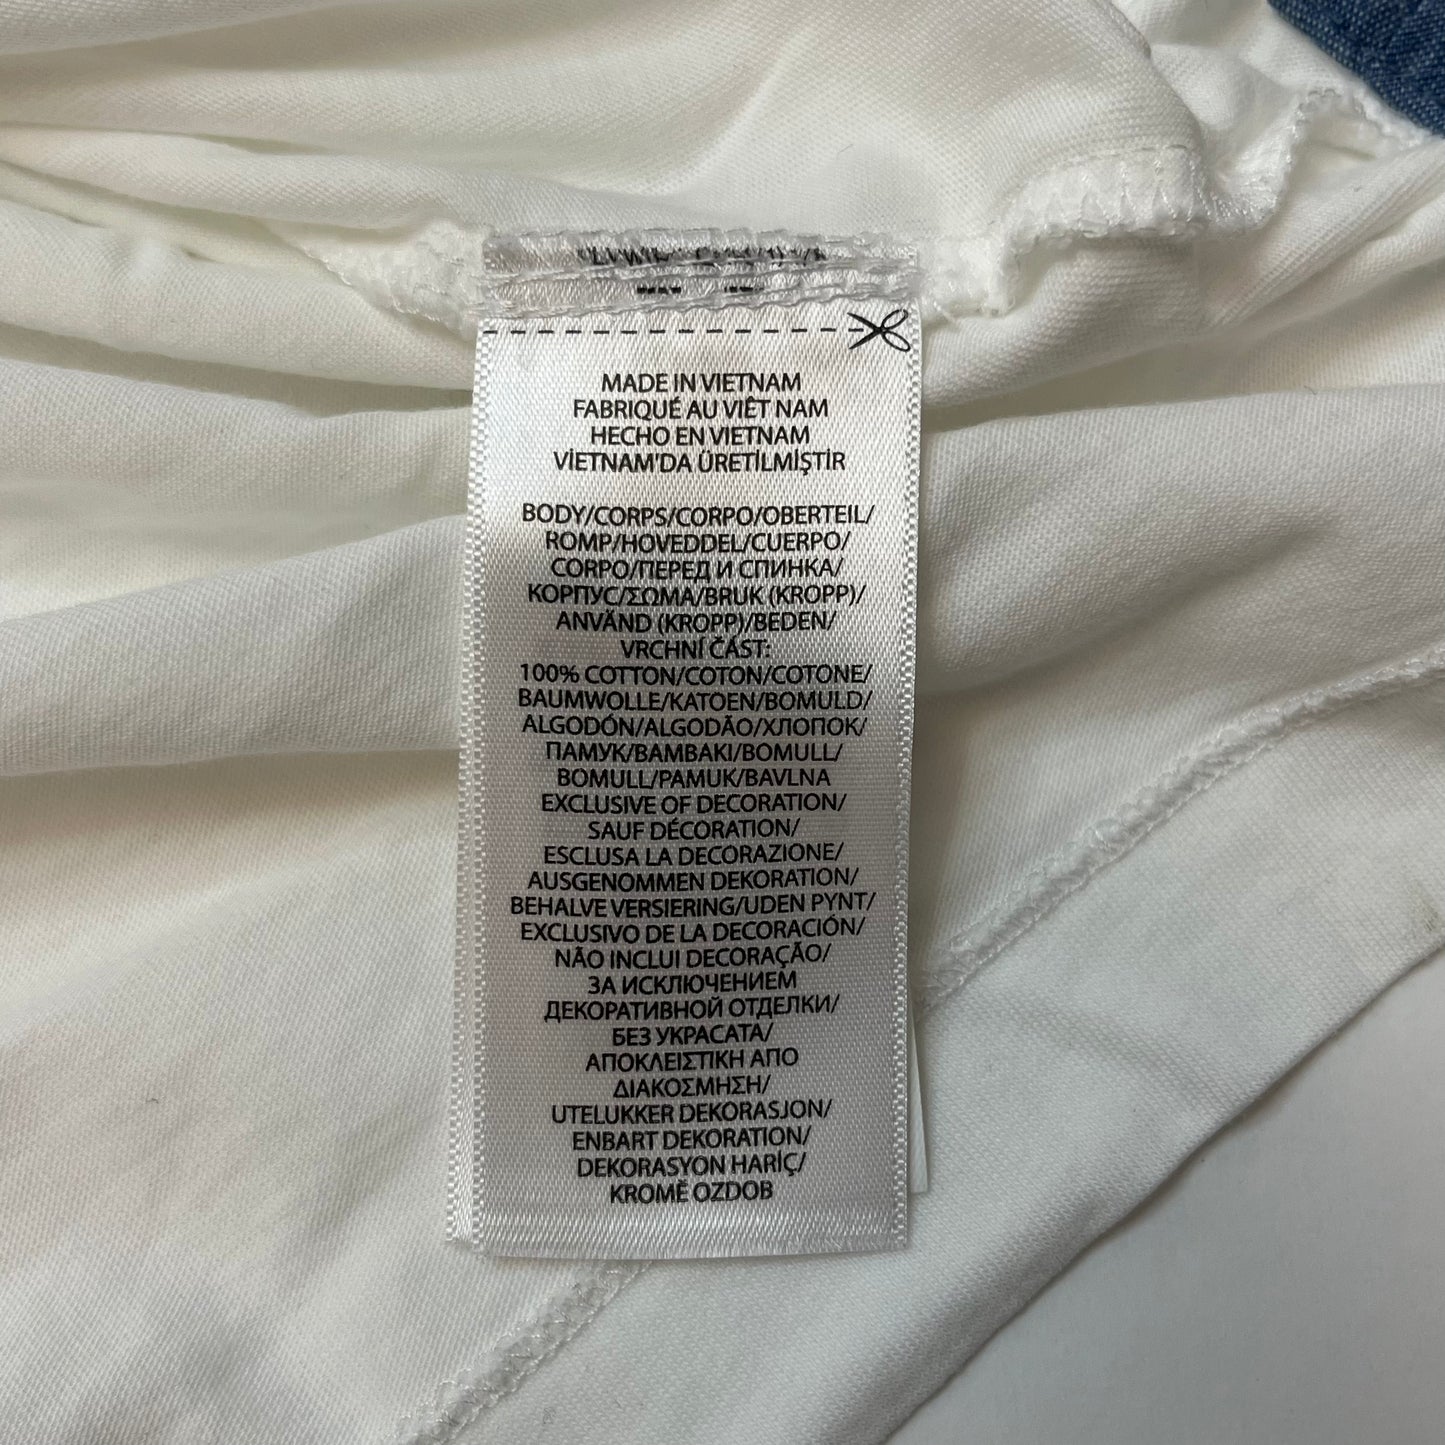 MADE IN VIETNAM
FABRIQUÉ AU VIÊT NAM
HECHO EN VIETNAM
VİETNAM'DA ÜRETİLMİŞTİR
BODY/CORPS/CORPO/OBERTEIL/
ROMP/HOVEDDEL/CUERPO/
CORPO/ПЕРЕД И СПИНКА/
КОРПУС/ΣΩΜΑ/BRUK (KROPP)/
ANVÄND (KROPP)/BEDEN/
VRCHNÍ ČÁST:
100% COTTON/COTON/COTONE/
BAUMWOLLE/KATOEN/BOMULD/
ALGODÓN/ALGODÃO/ХЛОПОК/
ПАМУК/ΒΑΜΒΑΚΙ/BOMULL/
BOMULL/PAMUK/BAVLNA
EXCLUSIVE OF DECORATION/
SAUF DÉCORATION/
ESCLUSA LA DECORAZIONE/
AUSGENOMMEN DEKORATION/
BEHALVE VERSIERING/UDEN PYNT/
EXCLUSIVO DE LA DECORACIÓN/
NÃO INCLUI DECORAÇÃO/
ЗА ИСКЛЮЧЕНИЕМ
ДЕКОРАТИВНОЙ ОТДЕЛКИ/
БЕЗ УКРАСАТА/
ΑΠΟΚΛΕΙΣΤΙΚΗ ΑΠΟ
ΔΙΑΚΟΣΜΗΣΗ/
UTELUKKER DEKORASJON/
ENBART DEKORATION/
DEKORASYON HARİÇ/
KROMĚ OZDOB